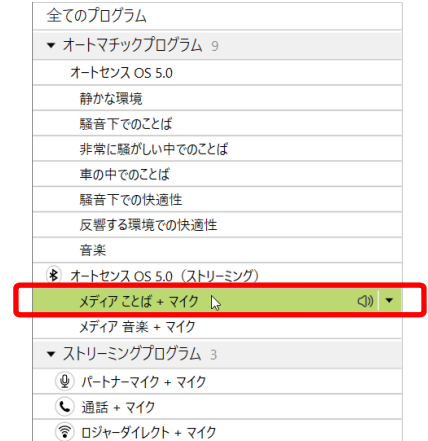 全てのプログラム
オートマチックプログラム 9
オートセンス OS 5.0
静かな環境
騒音下でのことば
非常に騒がしい中でのことば
車の中でのことば
騒音下での快適性
反響する環境での快適性
音楽
オートセンス OS 5.0（ストリーミング）
メディア ことば + マイク
メディア 音楽 + マイク
ストリーミングプログラム 3
パートナーマイク + マイク
通話 + マイク
ロジャーダイレクト + マイク